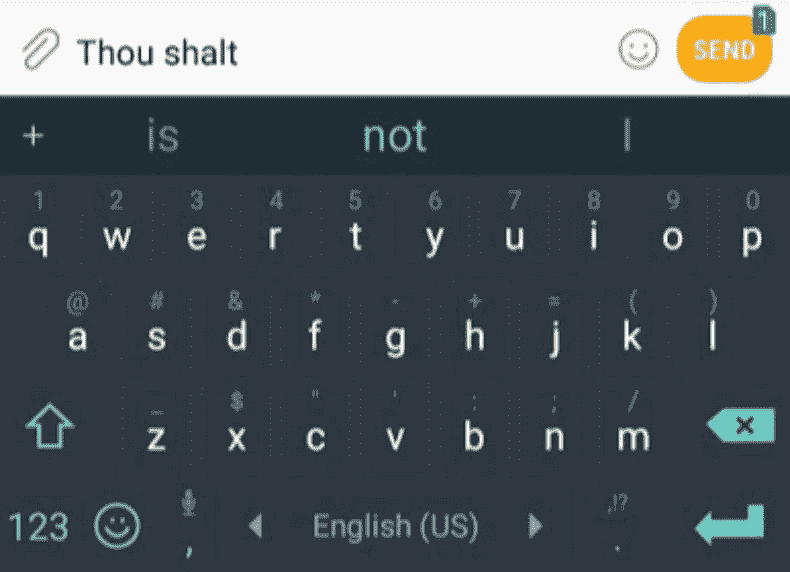 Thou shalt SEND 1
+ is not I
1 2 3 4 5 6 7 8 9 0
q w e r t y u i o p
@ # & * - + = ( )
a s d f g h j k l
_ $ " ' : ; /
z x c v b n m
,!?
123 , English (US) .